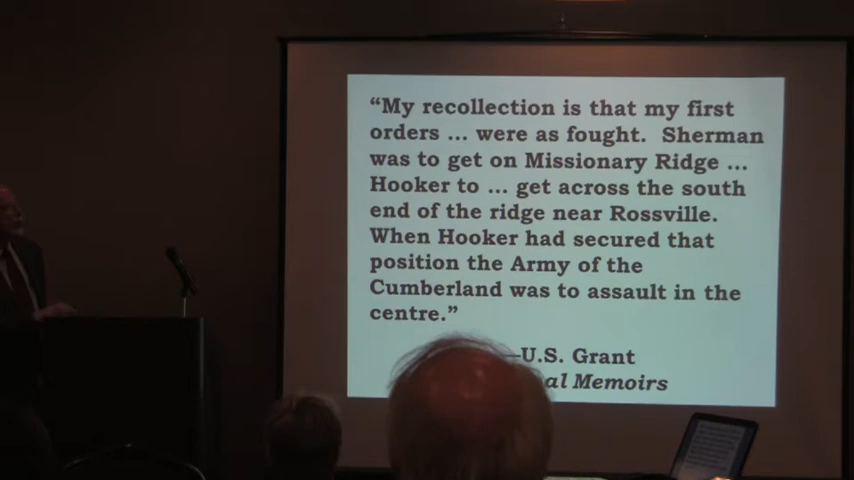 “My recollection is that my first
orders ... were as fought.  Sherman
was to get on Missionary Ridge ...
Hooker to ... get across the south
end of the ridge near Rossville.
When Hooker had secured that
position the Army of the
Cumberland was to assault in the
centre.”
—U.S. Grant
al Memoirs